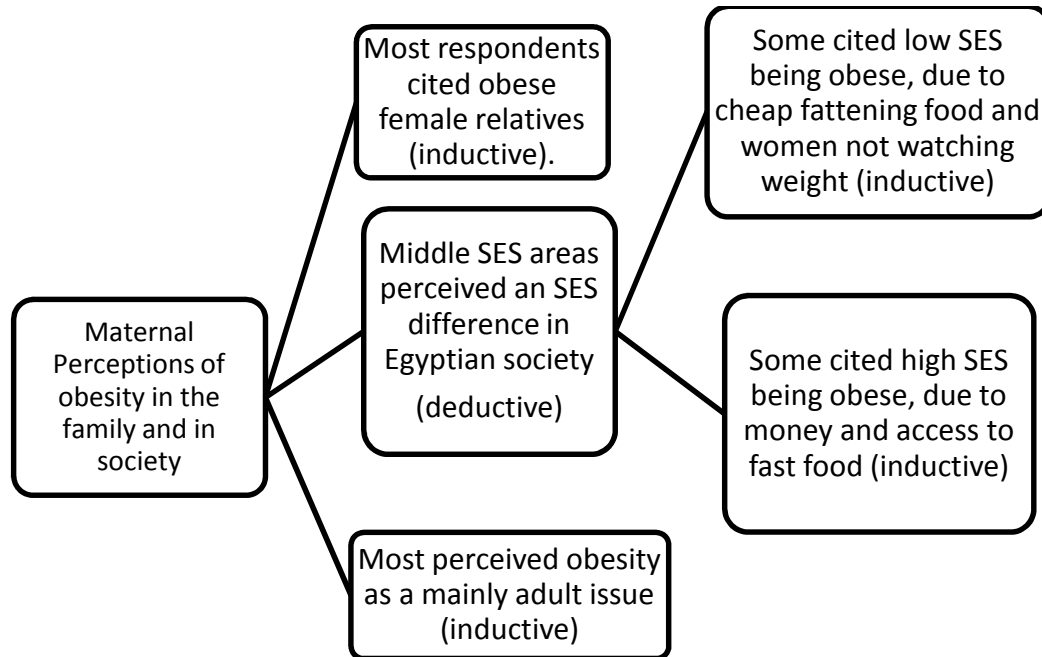 Maternal
Perceptions of
obesity in the
family and in
society
Most respondents
cited obese
female relatives
(inductive).
Middle SES areas
perceived an SES
difference in
Egyptian society
(deductive)
Most perceived obesity
as a mainly adult issue
(inductive)
Some cited low SES
being obese, due to
cheap fattening food and
women not watching
weight (inductive)
Some cited high SES
being obese, due to
money and access to
fast food (inductive)